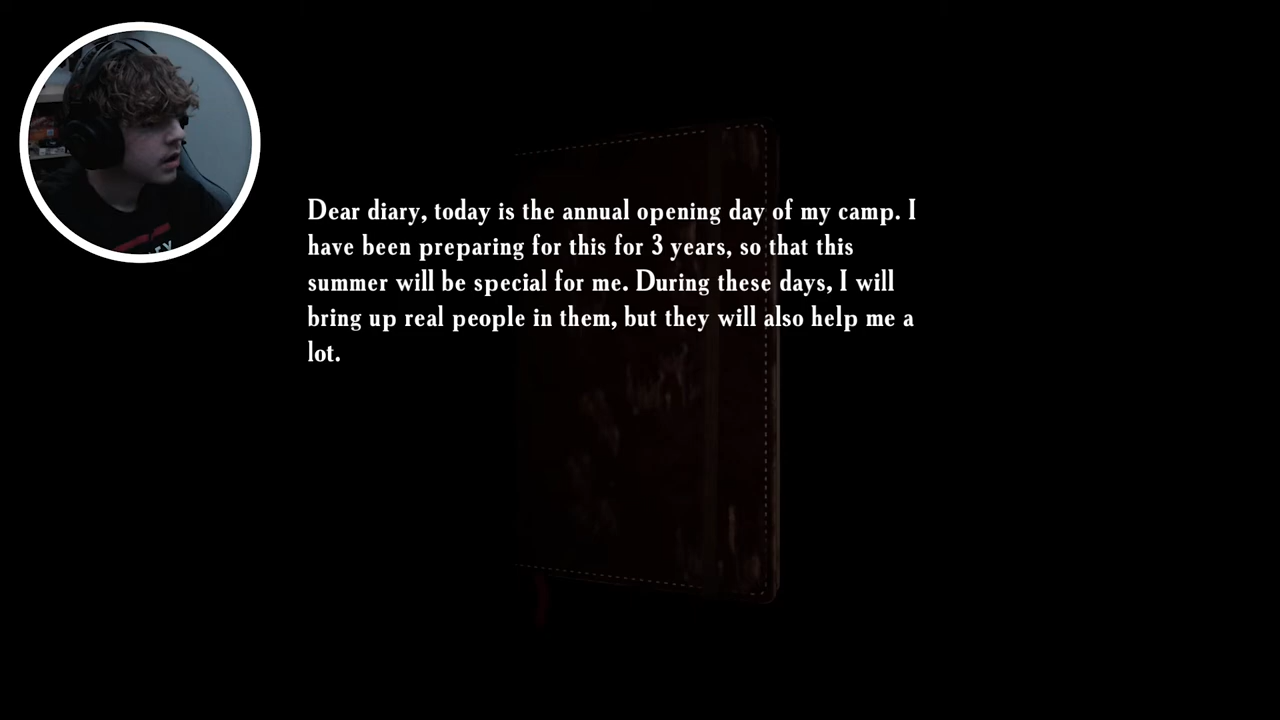 Dear diary, today is the annual opening day of my camp. I
have been preparing for this for 3 years, so that this
summer will be special for me. During these days, I will
bring up real people in them, but they will also help me a
lot.